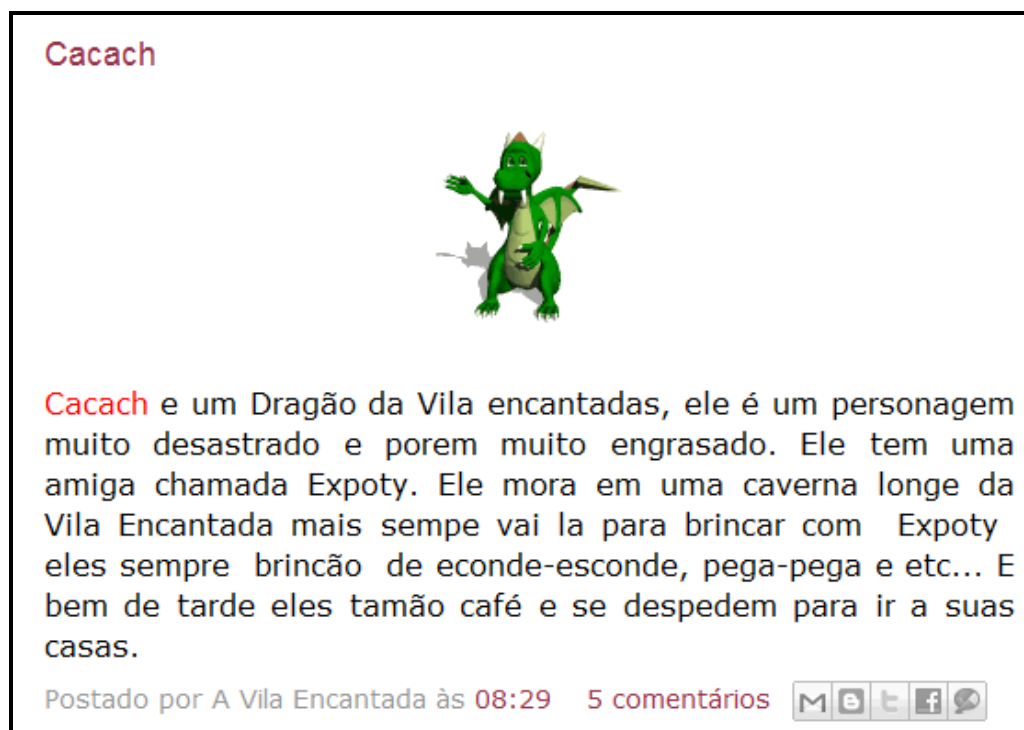 Cacach
Cacach e um Dragão da Vila encantadas, ele é um personagem
muito desastrado e porem muito engrasado. Ele tem uma
amiga chamada Expoty. Ele mora em uma caverna longe da
Vila Encantada mais sempe vai la para brincar com Expoty
eles sempre brincão de econde-esconde, pega-pega e etc... E
bem de tarde eles tamão café e se despedem para ir a suas
casas.
Postado por A Vila Encantada às 08:29 5 comentários